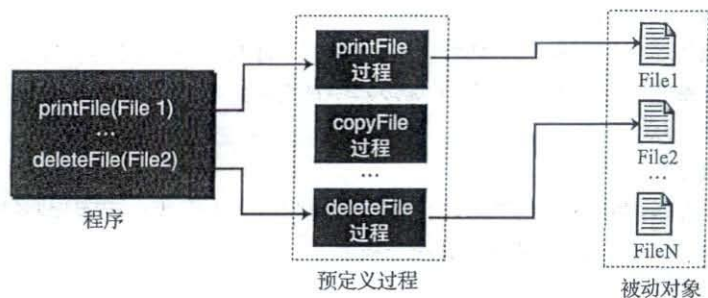 printFile(File 1)
...
deleteFile(File2)
程序
printFile
过程
copyFile
过程
...
deleteFile
过程
预定义过程
File1
File2
...
FileN
被动对象